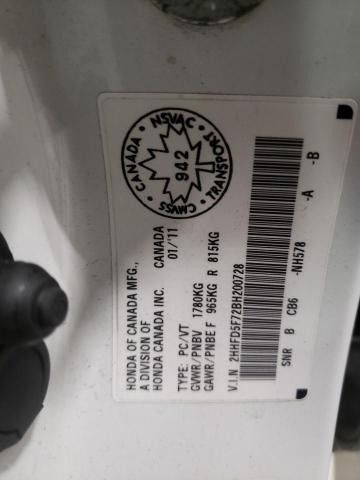 HONDA OF CANADA MFG.,
A DIVISION OF
HONDA CANADA INC. CANADA
01/'11
TYPE: PC/VT
GVWR/PNBV 1780KG
GAWR/PNBE F 965KG R 815KG
V.I.N 2HHFD5F72BH200728
SNR B CB6 -NH578 -A -B
CANADA · NSVAC · TRANSPORT · CMVSS ·
942